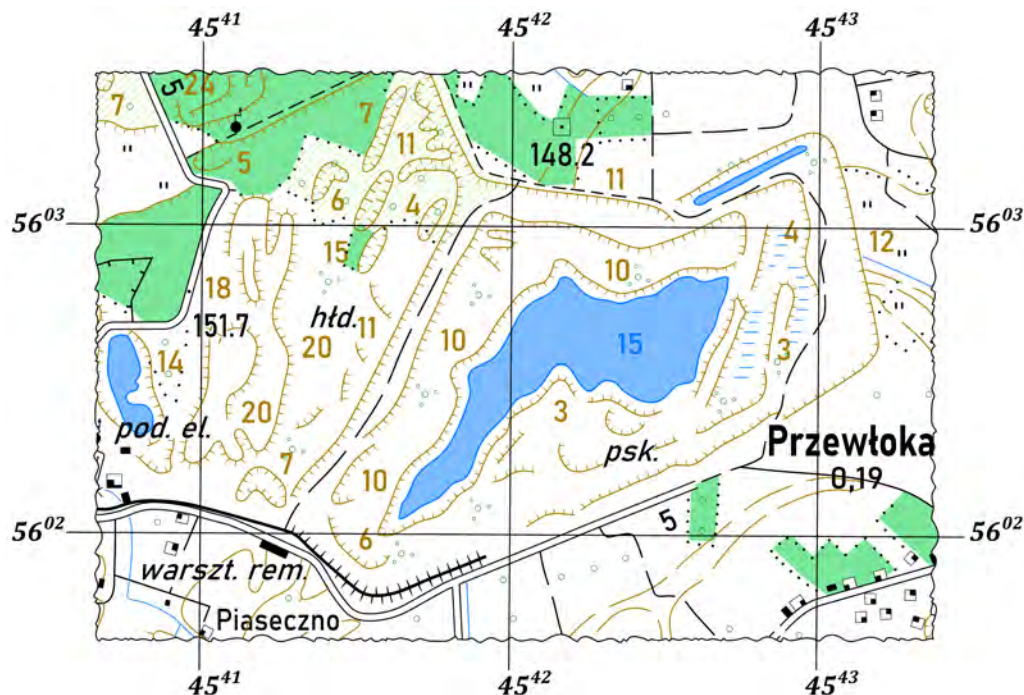 45⁴¹ 45⁴² 45⁴³
5 24 7 7
11 148.2
5 11
6 4
56⁰³ 56⁰³
15 4 12
10
18
hłd. 11
151.7 20 10 15
14 3
20 3
pod. el. psk. Przewłoka
7 10 0,19
5
56⁰² 6 56⁰²
warszt. rem.
Piaseczno
45⁴¹ 45⁴² 45⁴³